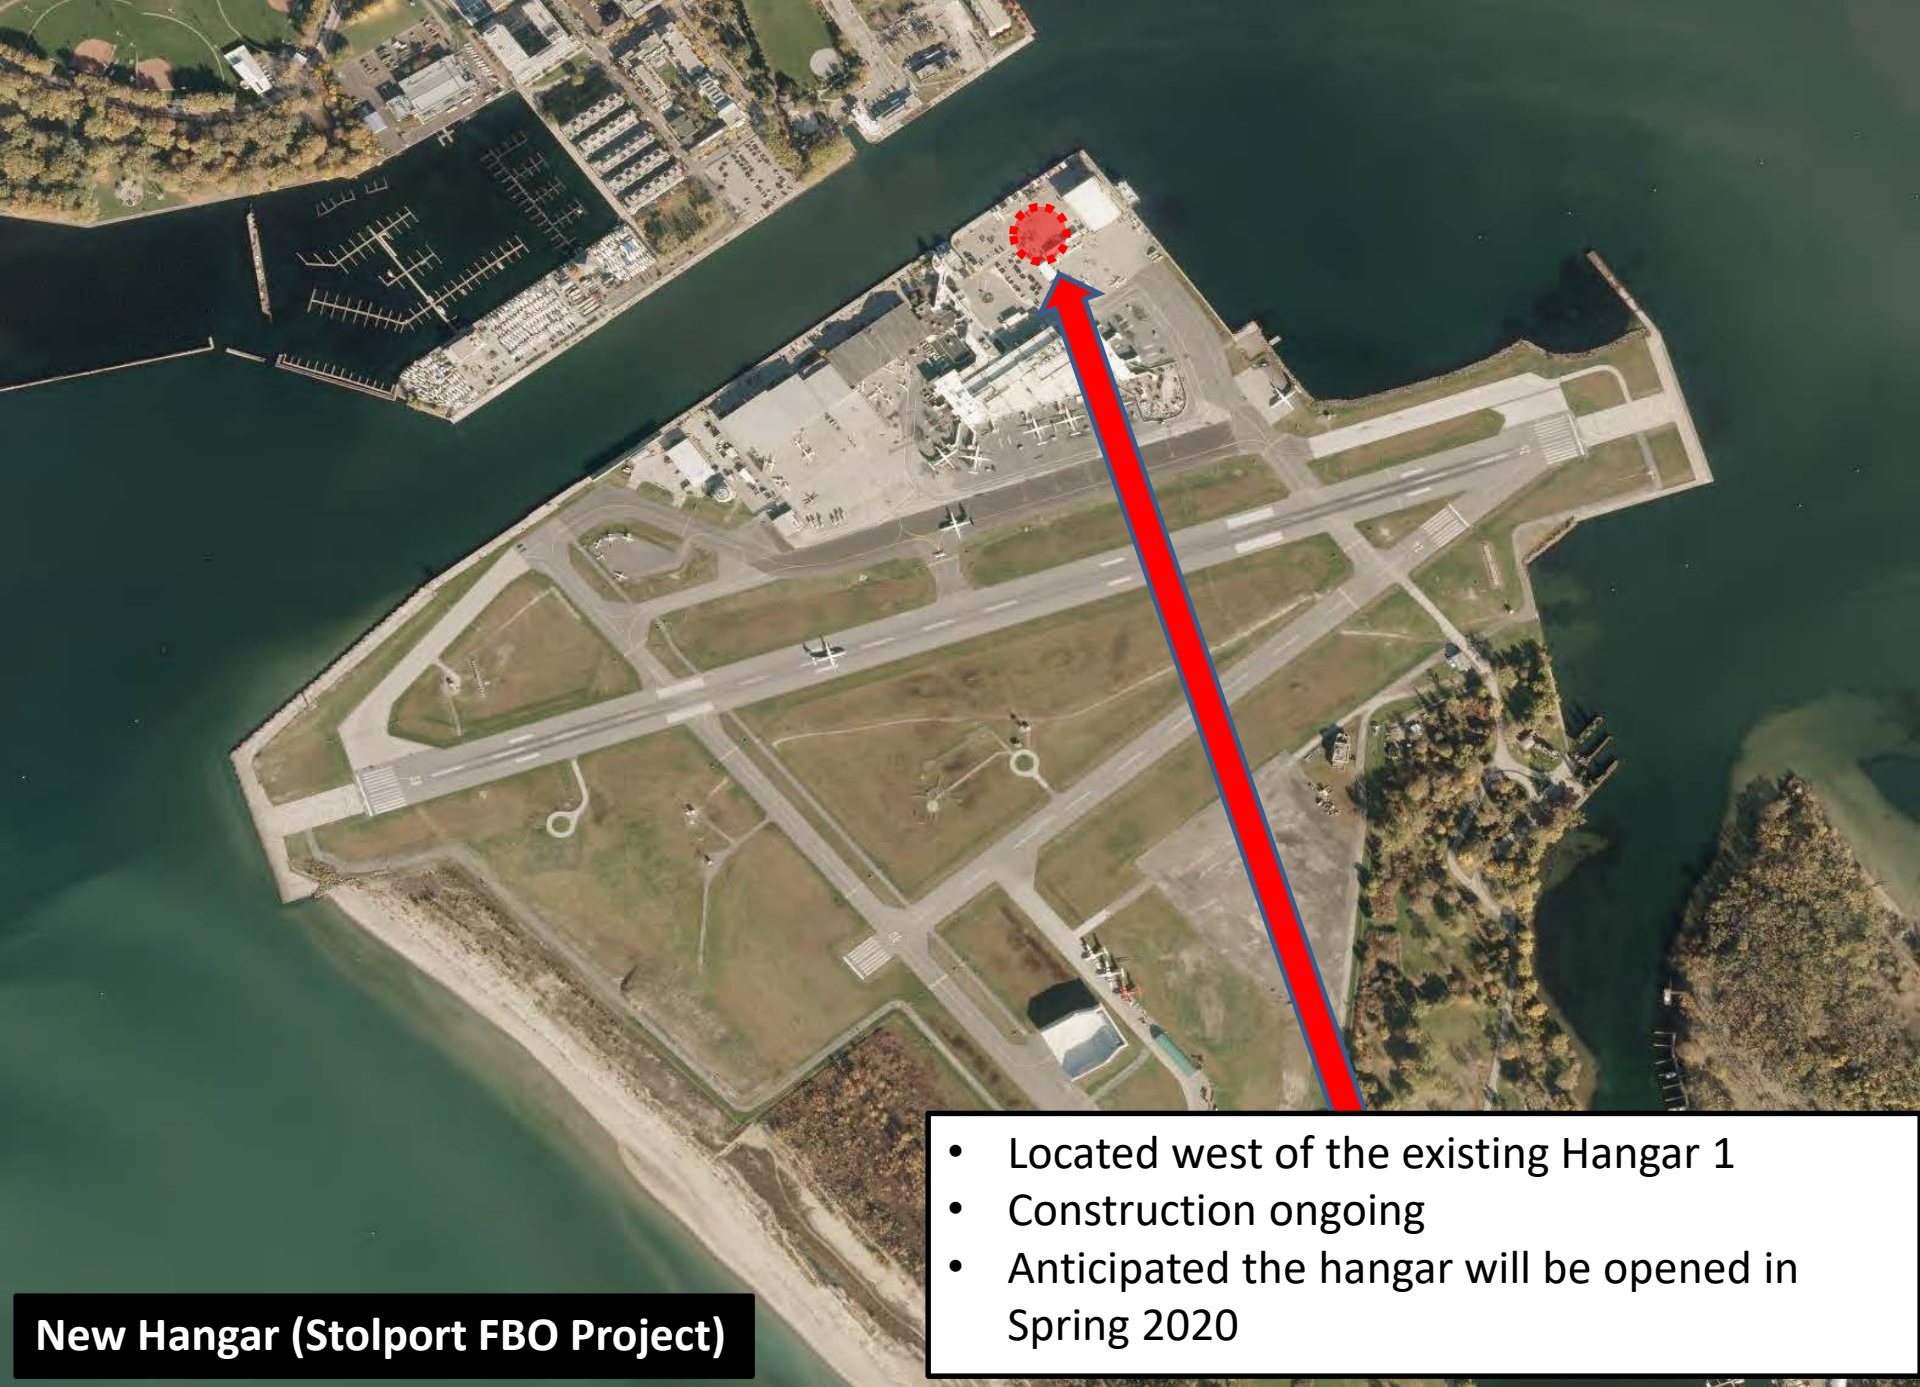 • Located west of the existing Hangar 1
• Construction ongoing
• Anticipated the hangar will be opened in
Spring 2020
New Hangar (Stolport FBO Project)